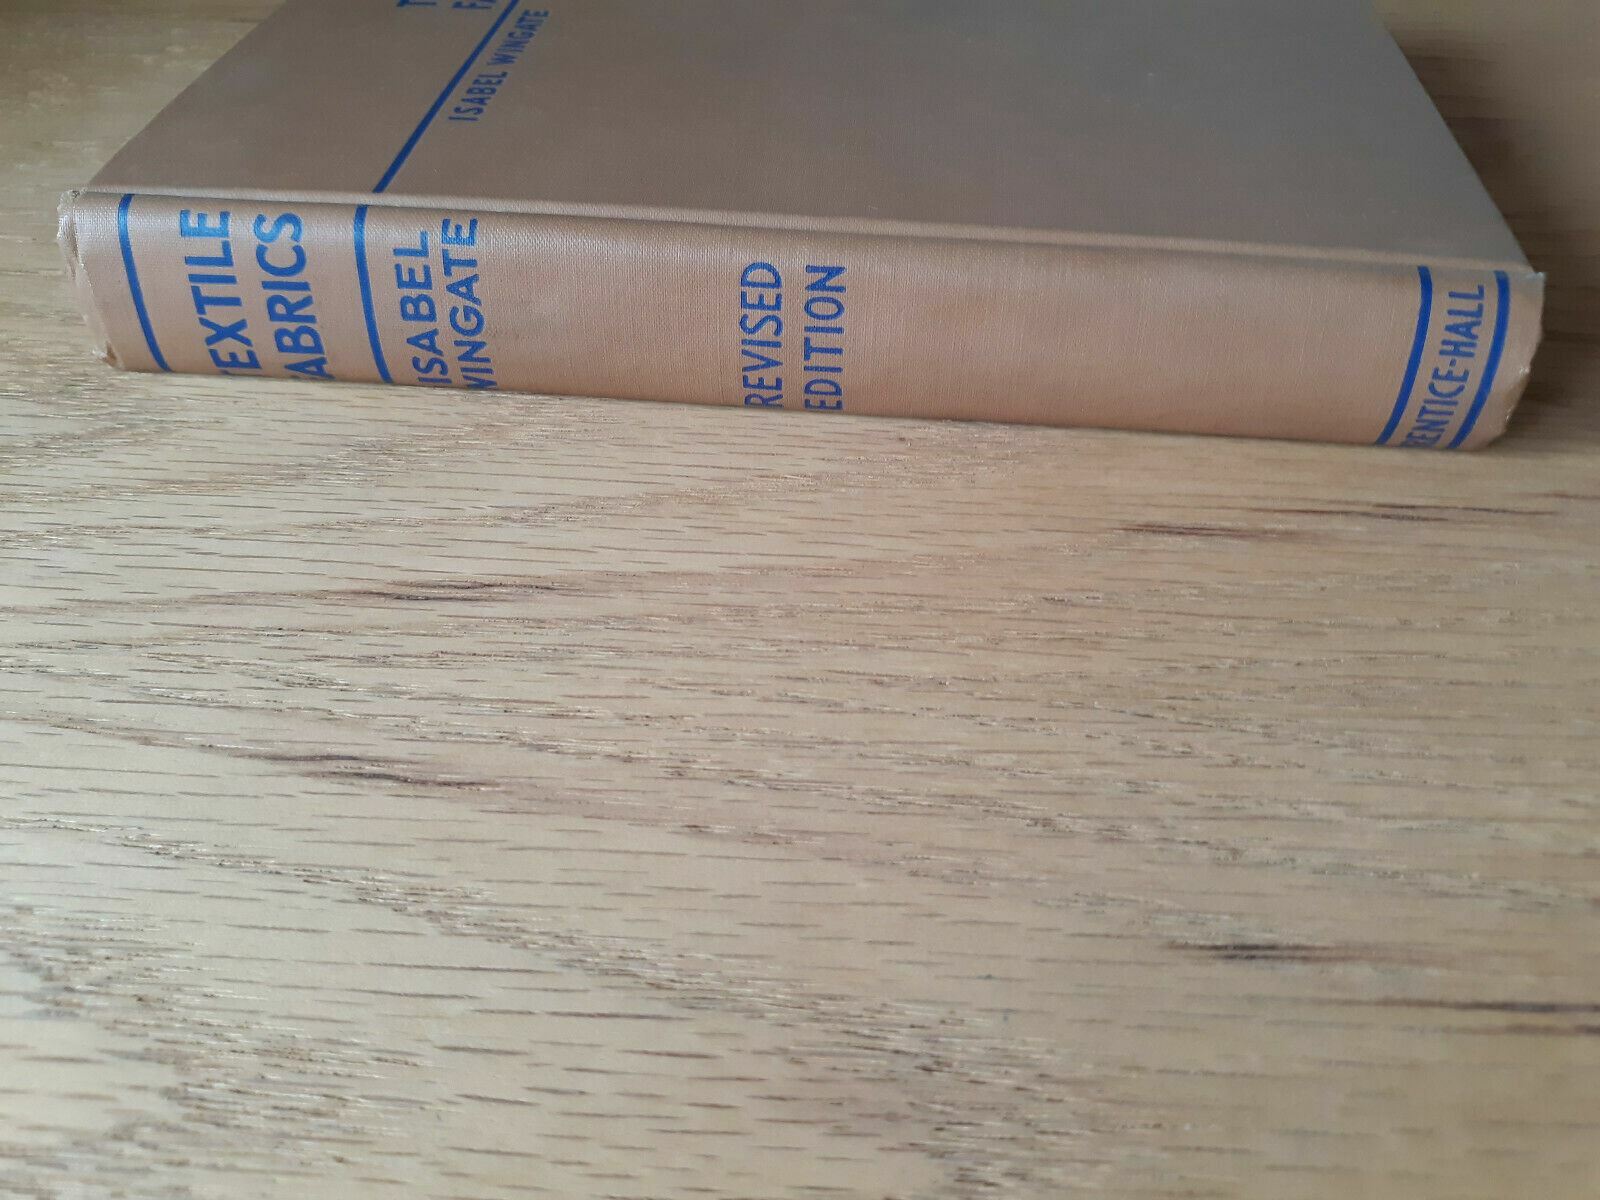 ISABEL WINGATE
TEXTILE
FABRICS
ISABEL
WINGATE
REVISED
EDITION
PRENTICE-HALL